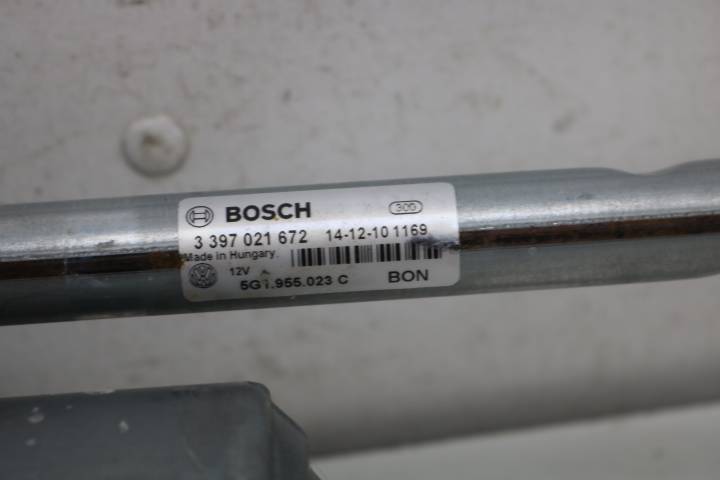 BOSCH 300
3 397 021 672 14-12-10 1169
Made in Hungary.
12V
5G1.955.023 C BON